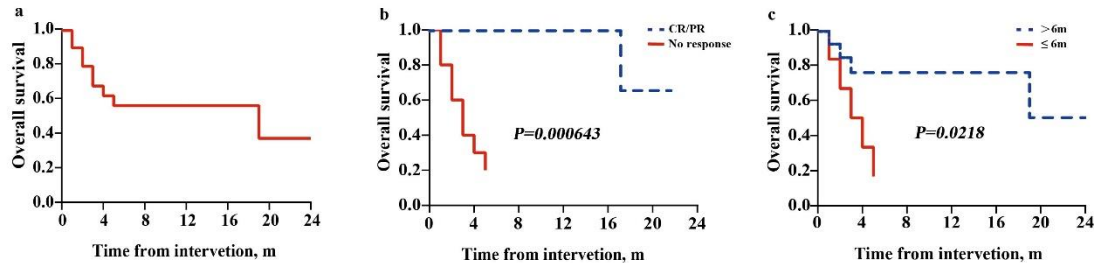 a
Overall survival
1.0
0.8
0.6
0.4
0.2
0.0
0 4 8 12 16 20 24
Time from intervetion, m
b
CR/PR
No response
Overall survival
1.0
0.8
0.6
0.4
0.2
0.0
P=0.000643
0 4 8 12 16 20 24
Time from intervetion, m
c
>6m
≤ 6m
Overall survival
1.0
0.8
0.6
0.4
0.2
0.0
P=0.0218
0 4 8 12 16 20 24
Time from intervetion, m